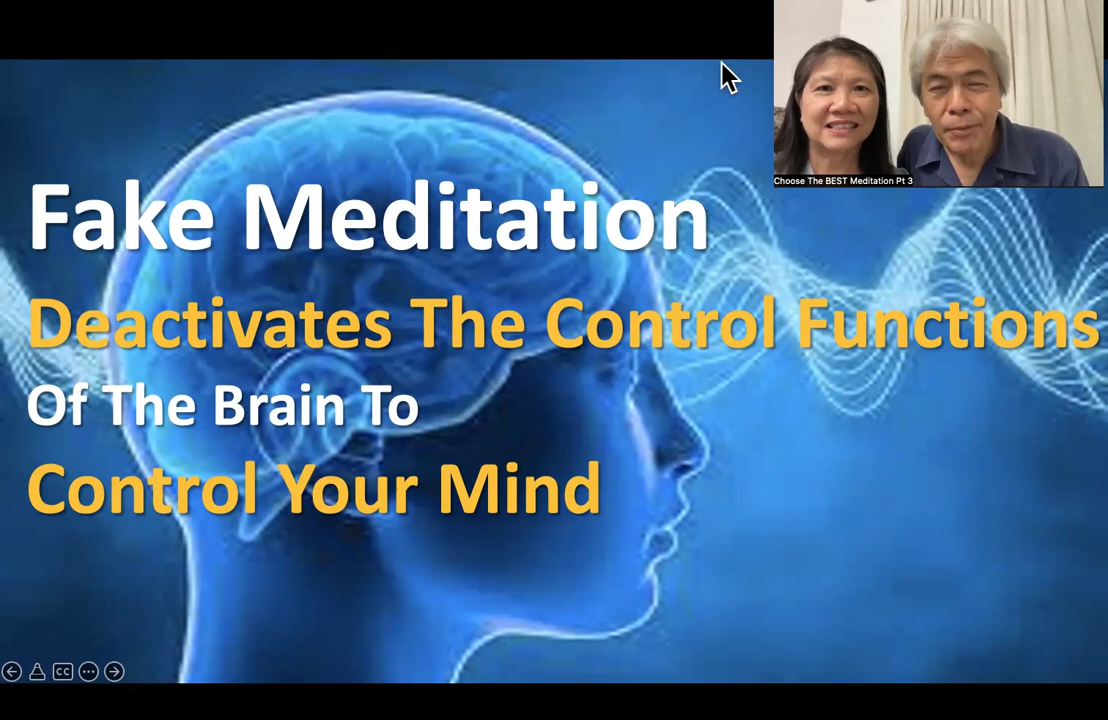 Choose The BEST Meditation Pt 3
Fake Meditation
Deactivates The Control Functions
Of The Brain To
Control Your Mind
CC